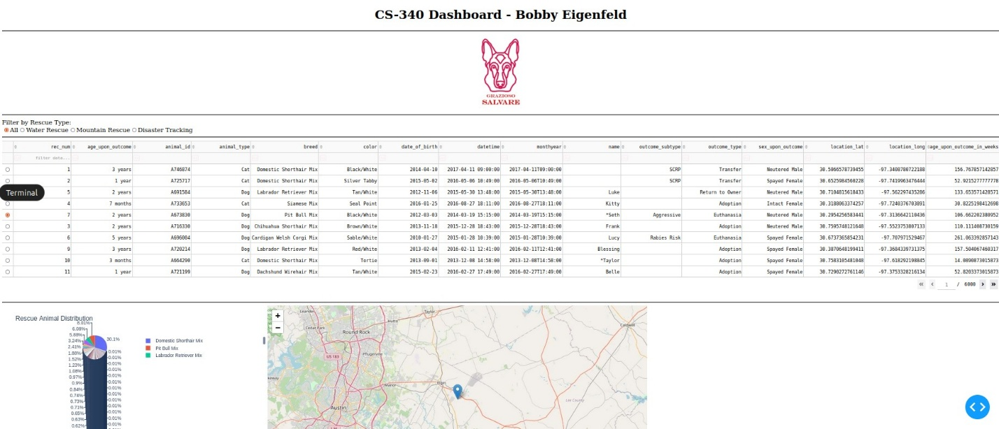 CS-340 Dashboard - Bobby Eigenfeld
GRAZIOSO
SALVARE
Filter by Rescue Type:
All Water Rescue Mountain Rescue Disaster Tracking
rec_num age_upon_outcome animal_id animal_type breed color date_of_birth datetime monthyear name outcome_subtype outcome_type sex_upon_outcome location_lat location_long age_upon_outcome_in_weeks
filter data...
1 3 years A746874 Cat Domestic Shorthair Mix Black/White 2014-04-10 2017-04-11 09:00:00 2017-04-11T09:00:00 SCRP Transfer Neutered Male 30.5066578739455 -97.3408780722188 156.767857142857
2 1 year A725717 Cat Domestic Shorthair Mix Silver Tabby 2015-05-02 2016-05-06 10:49:00 2016-05-06T10:49:00 SCRP Transfer Neutered Male 30.6525984560228 -97.7419963476444 52.9215277777778
Terminal
5 2 years A691584 Dog Labrador Retriever Mix Tan/White 2012-11-06 2015-05-30 13:48:00 2015-05-30T13:48:00 Luke Return to Owner Neutered Male 30.7104815618433 -97.562297435286 133.653571428571
4 7 months A733653 Cat Siamese Mix Seal Point 2016-01-25 2016-08-27 18:11:00 2016-08-27T18:11:00 Kitty Adoption Intact Female 30.3188063374257 -97.7240376703891 30.8225198412698
7 2 years A673830 Dog Pit Bull Mix Black/White 2012-03-03 2014-03-19 15:15:00 2014-03-19T15:15:00 *Seth Aggressive Euthanasia Neutered Male 30.2954256583441 -97.3136642110436 106.662202380952
3 2 years A716330 Dog Chihuahua Shorthair Mix Brown/White 2013-11-18 2015-12-28 18:43:00 2015-12-28T18:43:00 Frank Adoption Neutered Male 30.7595748121648 -97.5523753807133 110.111408730159
6 5 years A696004 Dog Cardigan Welsh Corgi Mix Sable/White 2010-01-27 2015-01-28 10:39:00 2015-01-28T10:39:00 Lucy Rabies Risk Euthanasia Spayed Female 30.6737365854231 -97.707971529467 261.063392857143
9 3 years A720214 Dog Labrador Retriever Mix Red/White 2013-02-04 2016-02-11 12:41:00 2016-02-11T12:41:00 Blessing Adoption Spayed Female 30.3870648199411 -97.3684339731375 157.504067460317
10 3 months A664290 Cat Domestic Shorthair Mix Tortie 2013-09-01 2013-12-08 14:58:00 2013-12-08T14:58:00 *Taylor Adoption Spayed Female 30.7583105481048 -97.618292198845 14.0890873015873
11 1 year A721199 Dog Dachshund Wirehair Mix Tan/White 2015-02-23 2016-02-27 17:49:00 2016-02-27T17:49:00 Belle Adoption Spayed Female 30.7290272761146 -97.3753328216134 52.8203373015873
« ‹ 1 / 6000 › »
Rescue Animal Distribution
8.01%
6.08%
5.88%
3.24%
2.41%
1.88%
1.52%
1.23%
1.08%
0.97%
0.9%
0.84%
0.74%
0.73%
0.71%
0.65%
0.63%
0.62%
30.1%
0.01%
0.01%
0.01%
0.01%
0.01%
0.01%
0.01%
0.01%
0.01%
0.01%
0.01%
0.01%
0.01%
Domestic Shorthair Mix
Pit Bull Mix
Labrador Retriever Mix
+
−
Leander
Taylor
Cedar Park
Hutto
Round Rock
Caldwell
US 183
Pflugerville
Manor
Elgin
Lee County
Austin